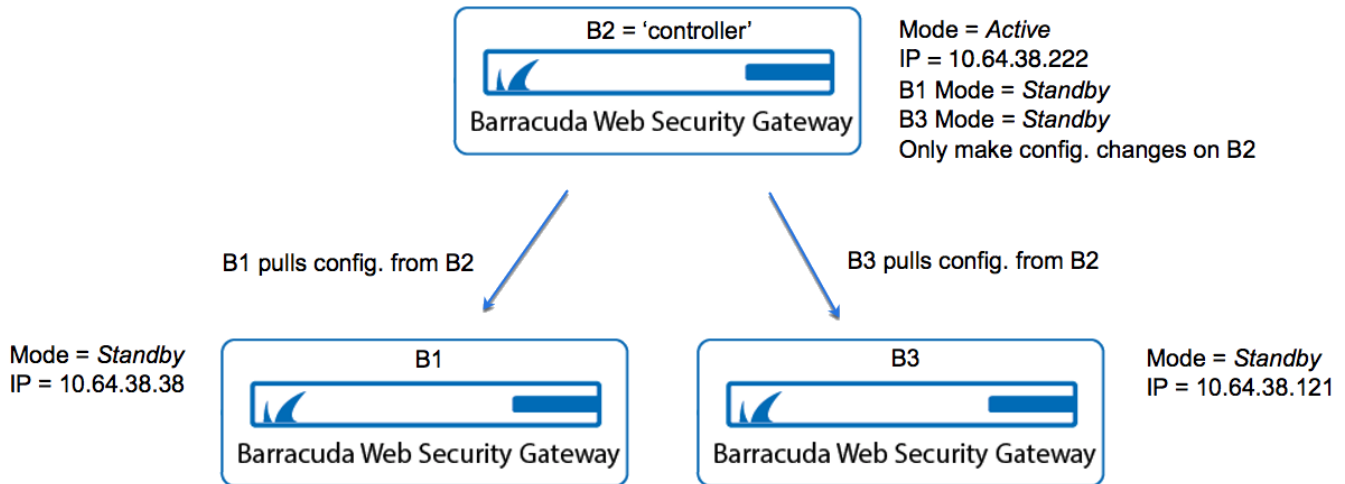 B2 = ‘controller’
Barracuda Web Security Gateway
Mode = Active
IP = 10.64.38.222
B1 Mode = Standby
B3 Mode = Standby
Only make config. changes on B2
B1 pulls config. from B2
B3 pulls config. from B2
Mode = Standby
IP = 10.64.38.38
B1
Barracuda Web Security Gateway
B3
Barracuda Web Security Gateway
Mode = Standby
IP = 10.64.38.121